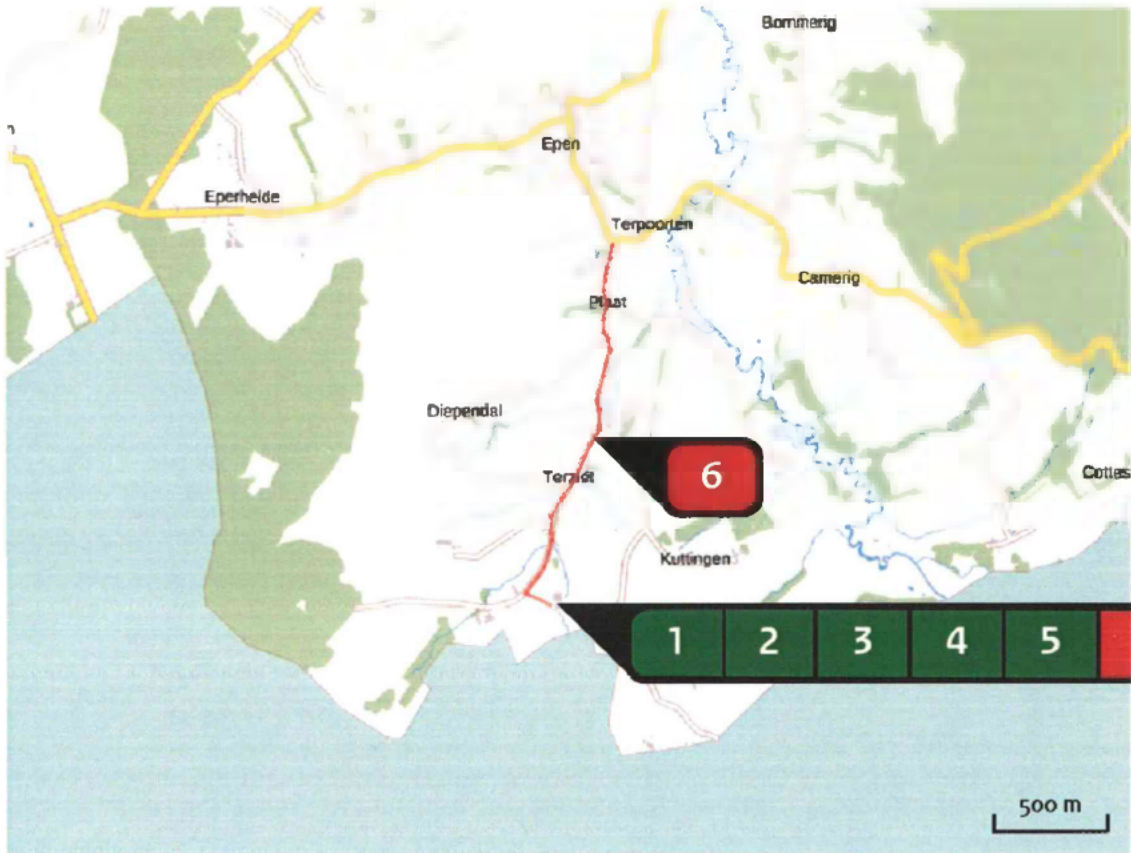 Bommerig
n
Epen
Eperheide
Terpoorten
Camerig
Plaat
Diependal
Terziet
6
Cottes
Kuttingen
1 2 3 4 5
500 m